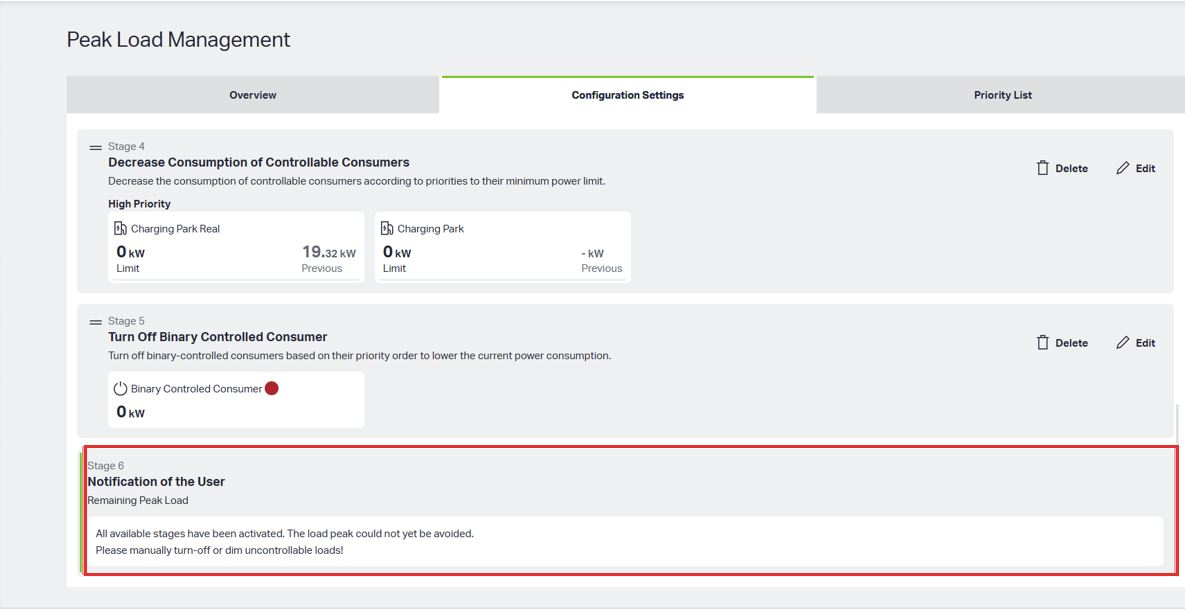 Peak Load Management
Overview
Configuration Settings
Priority List
Stage 4
Decrease Consumption of Controllable Consumers
Decrease the consumption of controllable consumers according to priorities to their minimum power limit.
Delete
Edit
High Priority
Charging Park Real
0 kW
19.32 kW
Limit
Previous
Charging Park
0 kW
- kW
Limit
Previous
Stage 5
Turn Off Binary Controlled Consumer
Turn off binary-controlled consumers based on their priority order to lower the current power consumption.
Delete
Edit
Binary Controled Consumer
0 kW
Stage 6
Notification of the User
Remaining Peak Load
All available stages have been activated. The load peak could not yet be avoided.
Please manually turn-off or dim uncontrollable loads!